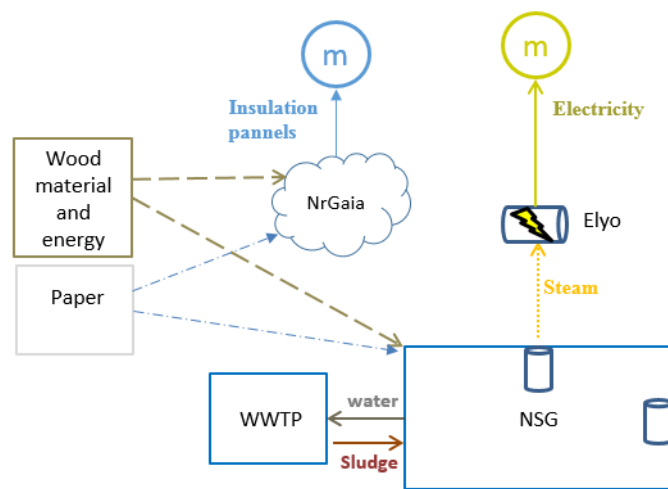 m
m
Insulation
pannels
Electricity
Wood
material
and
energy
NrGaia
Elyo
Paper
Steam
water
WWTP
NSG
Sludge